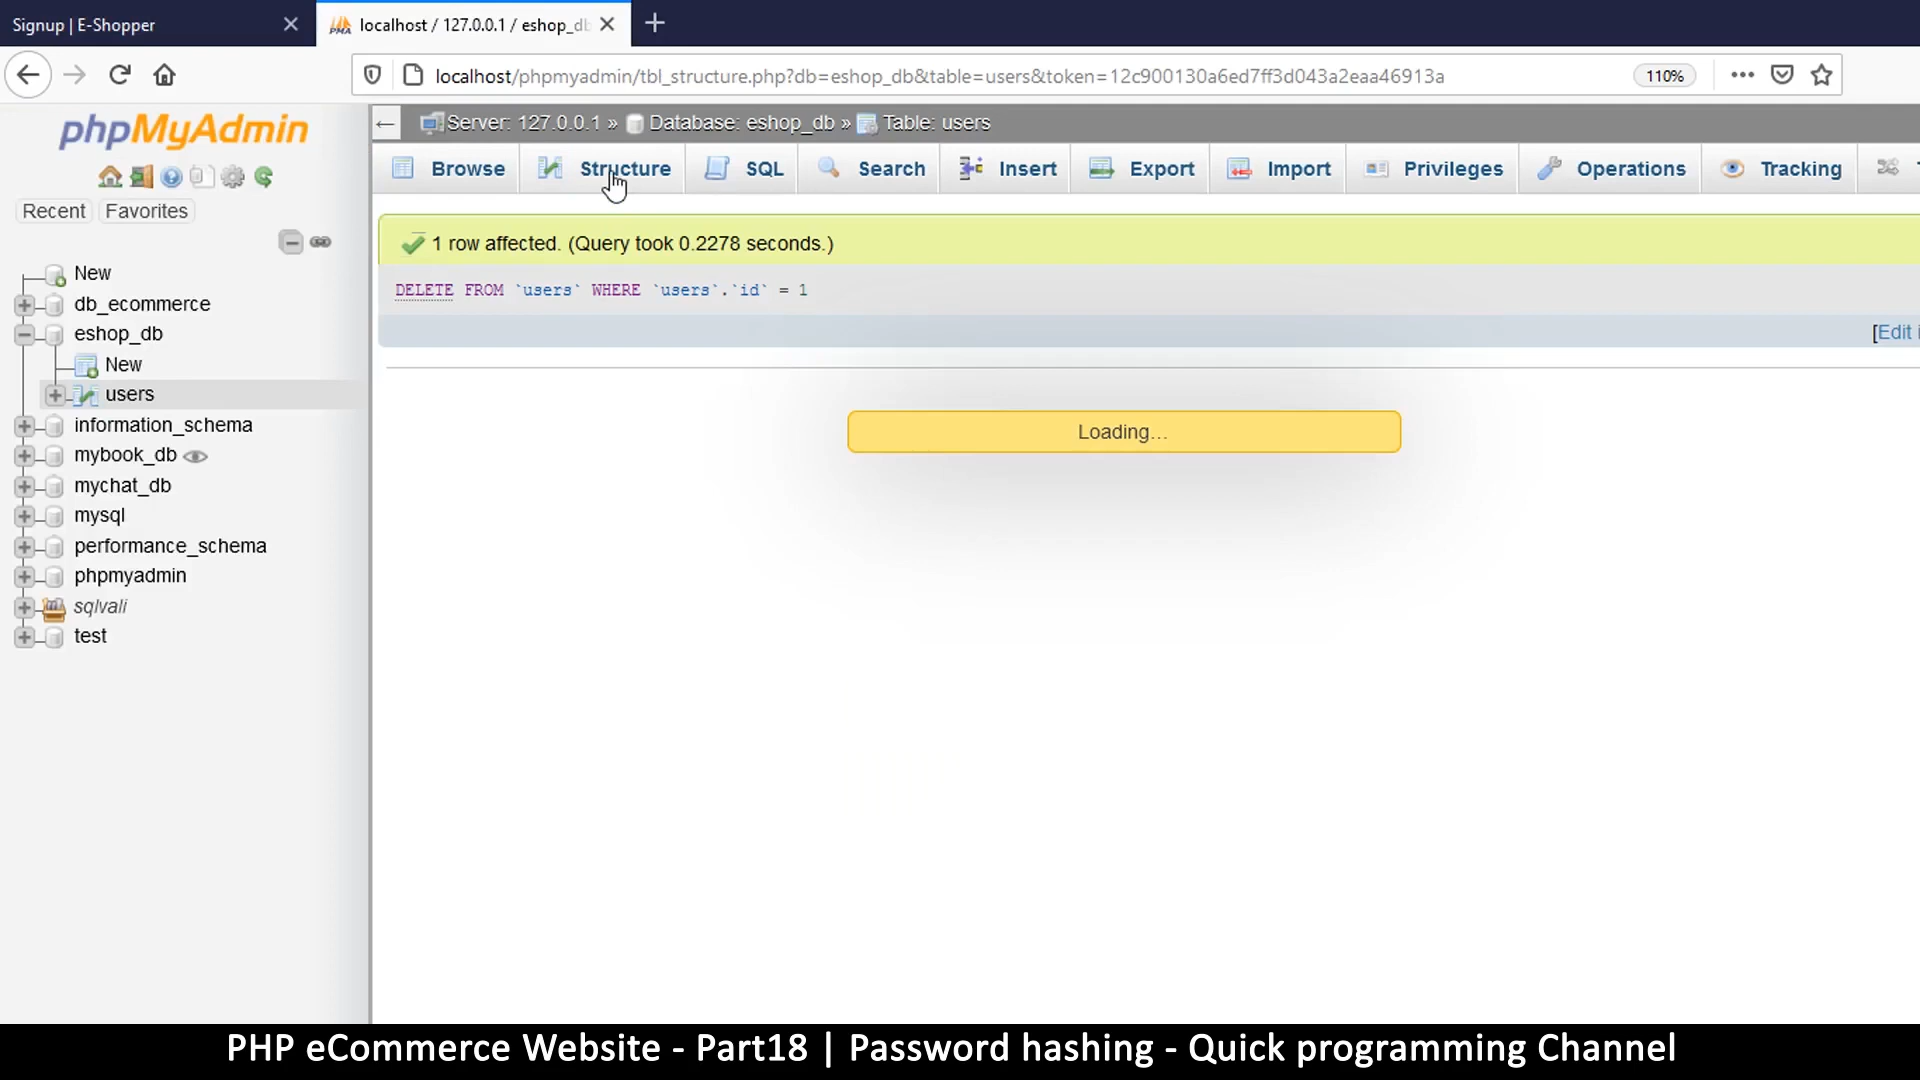 Signup | E-Shopper
localhost / 127.0.0.1 / eshop_db
localhost/phpmyadmin/tbl_structure.php?db=eshop_db&table=users&token=12c900130a6ed7ff3d043a2eaa46913a
110%
phpMyAdmin
Recent Favorites
New
db_ecommerce
eshop_db
New
users
information_schema
mybook_db
mychat_db
mysql
performance_schema
phpmyadmin
sqlvali
test
Server: 127.0.0.1 » Database: eshop_db » Table: users
Browse Structure SQL Search Insert Export Import Privileges Operations Tracking
1 row affected. (Query took 0.2278 seconds.)
DELETE FROM `users` WHERE `users`.`id` = 1
[Edit i
Loading…
PHP eCommerce Website - Part18 | Password hashing - Quick programming Channel